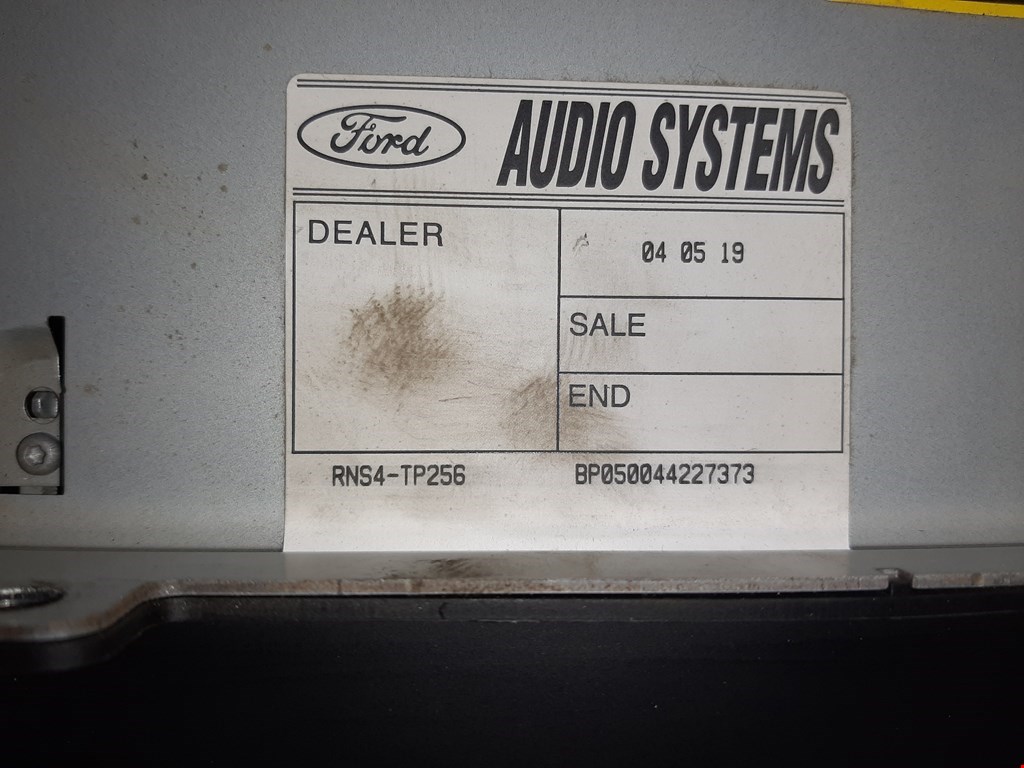 Ford AUDIO SYSTEMS
DEALER
04 05 19
SALE
END
RNS4-TP256 BP050044227373